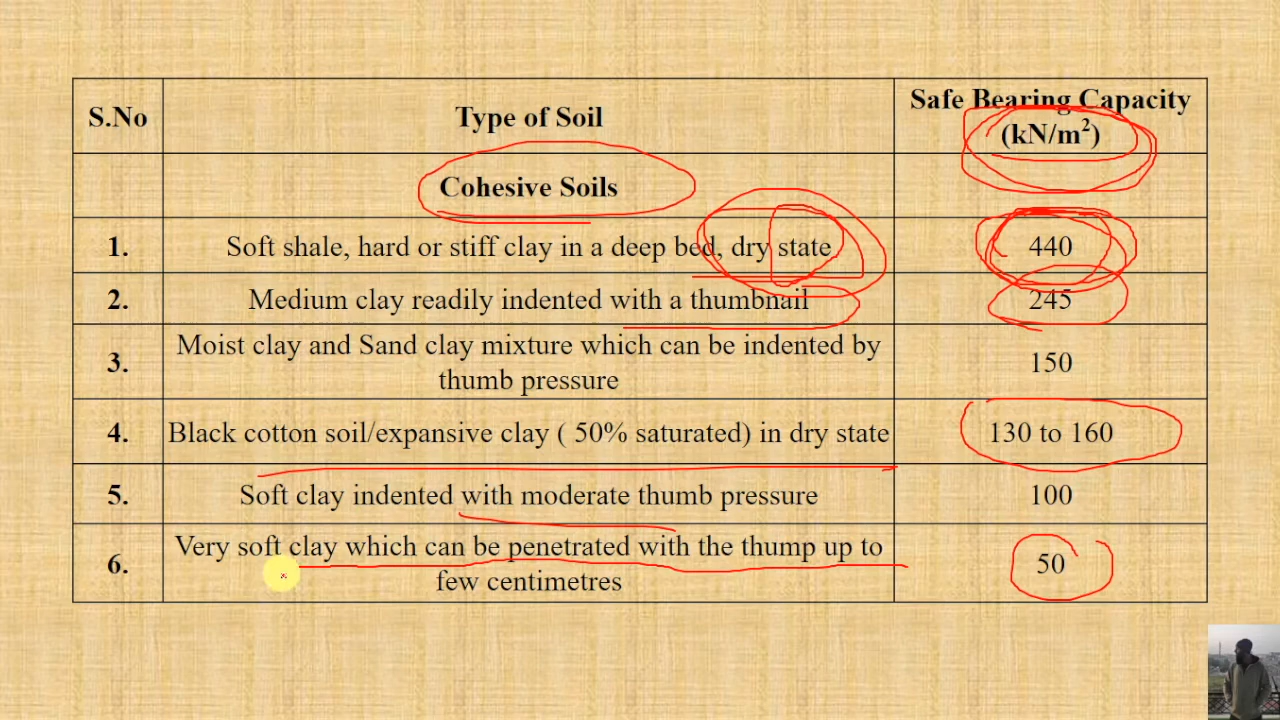 S.No
Type of Soil
Safe Bearing Capacity
(kN/m²)
Cohesive Soils
1.
Soft shale, hard or stiff clay in a deep bed, dry state
440
2.
Medium clay readily indented with a thumbnail
245
3.
Moist clay and Sand clay mixture which can be indented by
thumb pressure
150
4.
Black cotton soil/expansive clay ( 50% saturated) in dry state
130 to 160
5.
Soft clay indented with moderate thumb pressure
100
6.
Very soft clay which can be penetrated with the thump up to
few centimetres
50